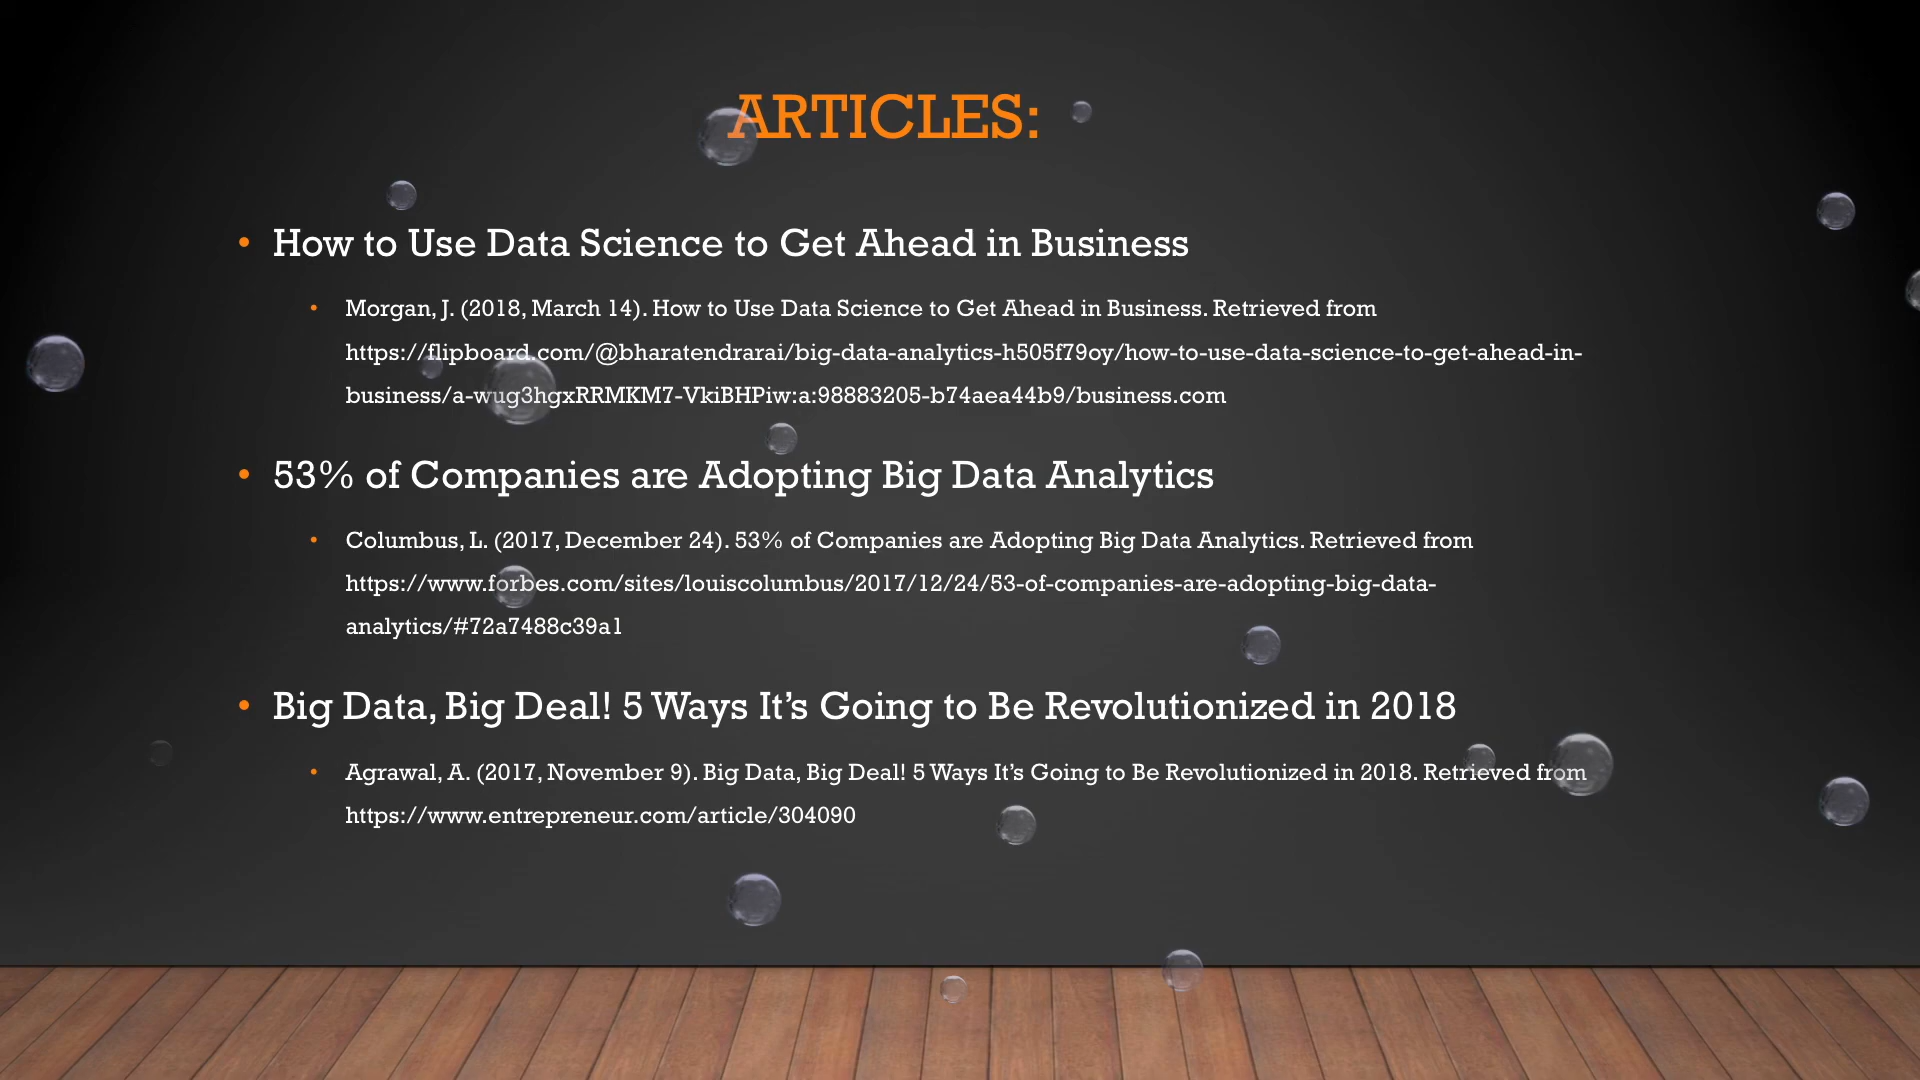 ARTICLES:
• How to Use Data Science to Get Ahead in Business
• Morgan, J. (2018, March 14). How to Use Data Science to Get Ahead in Business. Retrieved from
https://flipboard.com/@bharatendrarai/big-data-analytics-h505f79oy/how-to-use-data-science-to-get-ahead-in-
business/a-wug3hgxRRMKM7-VkiBHPiw:a:98883205-b74aea44b9/business.com
• 53% of Companies are Adopting Big Data Analytics
• Columbus, L. (2017, December 24). 53% of Companies are Adopting Big Data Analytics. Retrieved from
https://www.forbes.com/sites/louiscolumbus/2017/12/24/53-of-companies-are-adopting-big-data-
analytics/#72a7488c39a1
• Big Data, Big Deal! 5 Ways It’s Going to Be Revolutionized in 2018
• Agrawal, A. (2017, November 9). Big Data, Big Deal! 5 Ways It’s Going to Be Revolutionized in 2018. Retrieved from
https://www.entrepreneur.com/article/304090